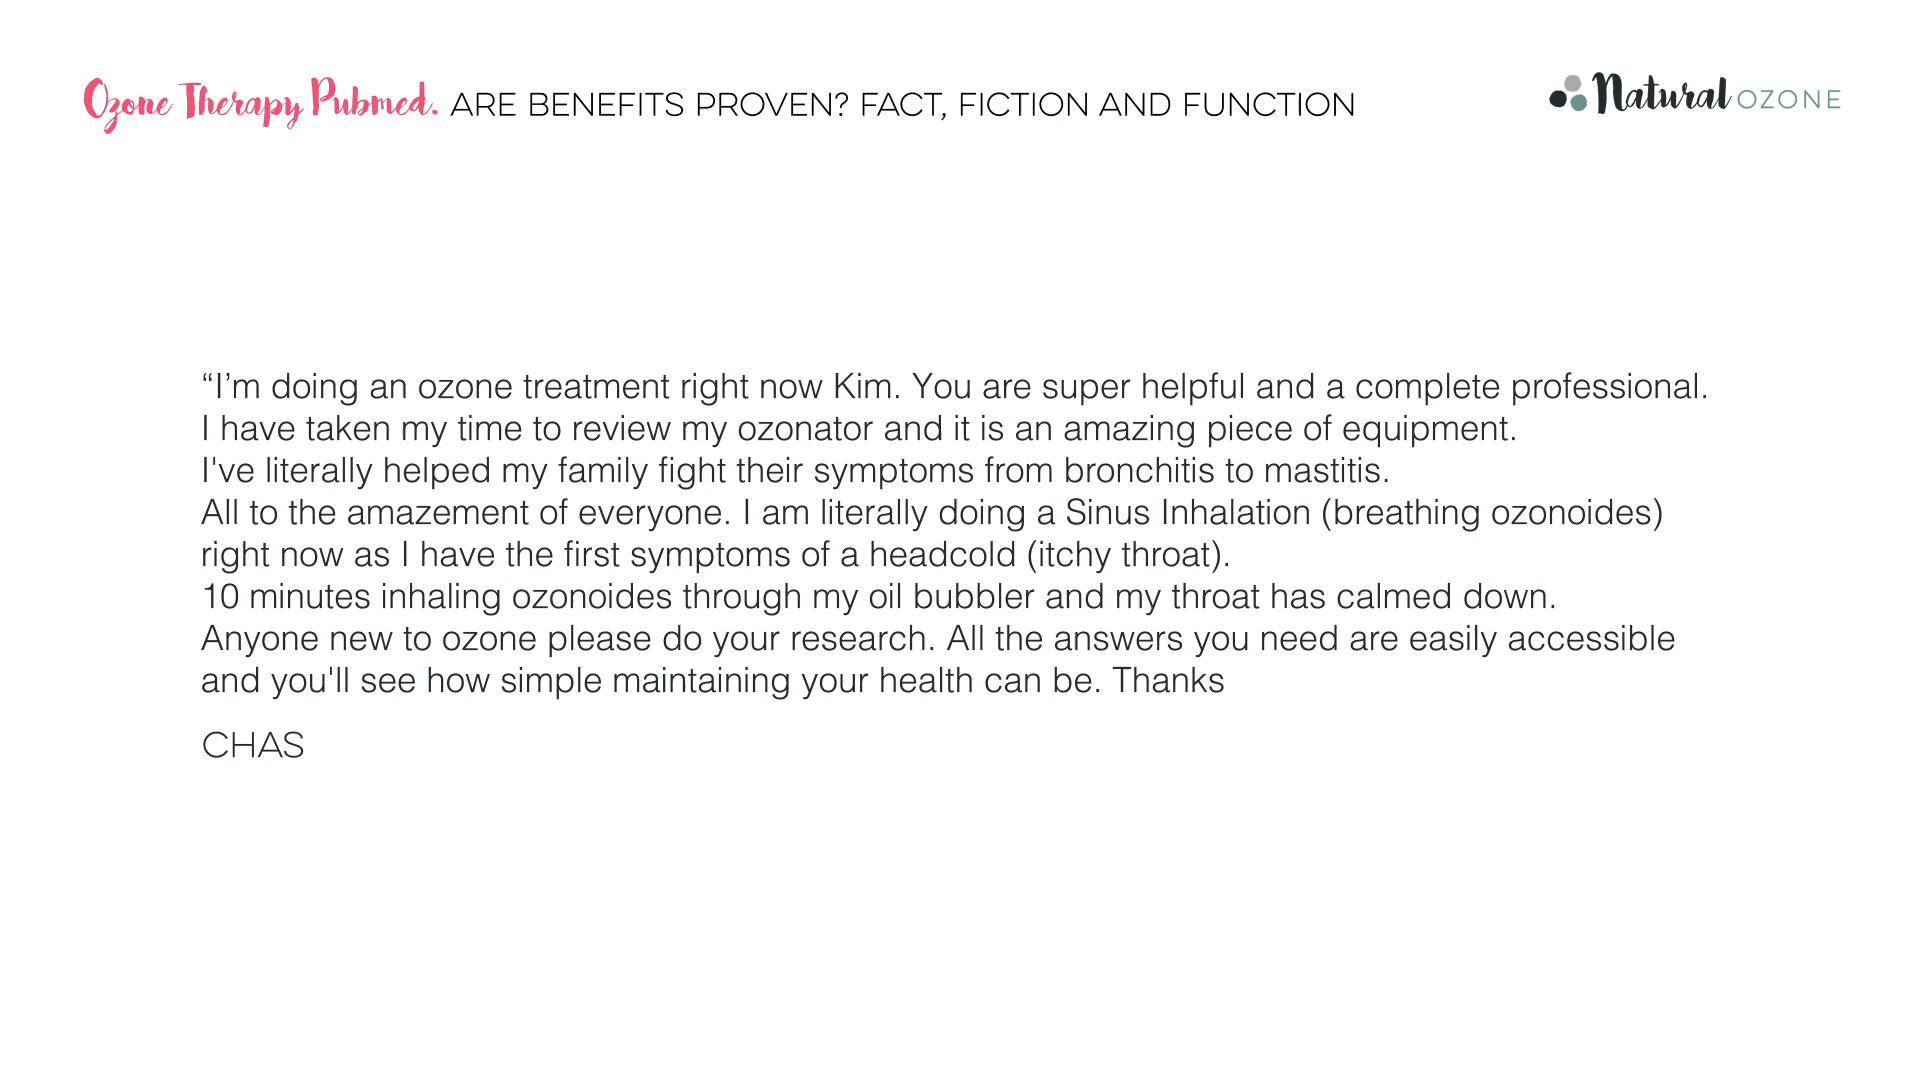 Ozone Therapy Pubmed. ARE BENEFITS PROVEN? FACT, FICTION AND FUNCTION
Natural OZONE
“I’m doing an ozone treatment right now Kim. You are super helpful and a complete professional.
I have taken my time to review my ozonator and it is an amazing piece of equipment.
I've literally helped my family fight their symptoms from bronchitis to mastitis.
All to the amazement of everyone. I am literally doing a Sinus Inhalation (breathing ozonoides)
right now as I have the first symptoms of a headcold (itchy throat).
10 minutes inhaling ozonoides through my oil bubbler and my throat has calmed down.
Anyone new to ozone please do your research. All the answers you need are easily accessible
and you'll see how simple maintaining your health can be. Thanks
CHAS